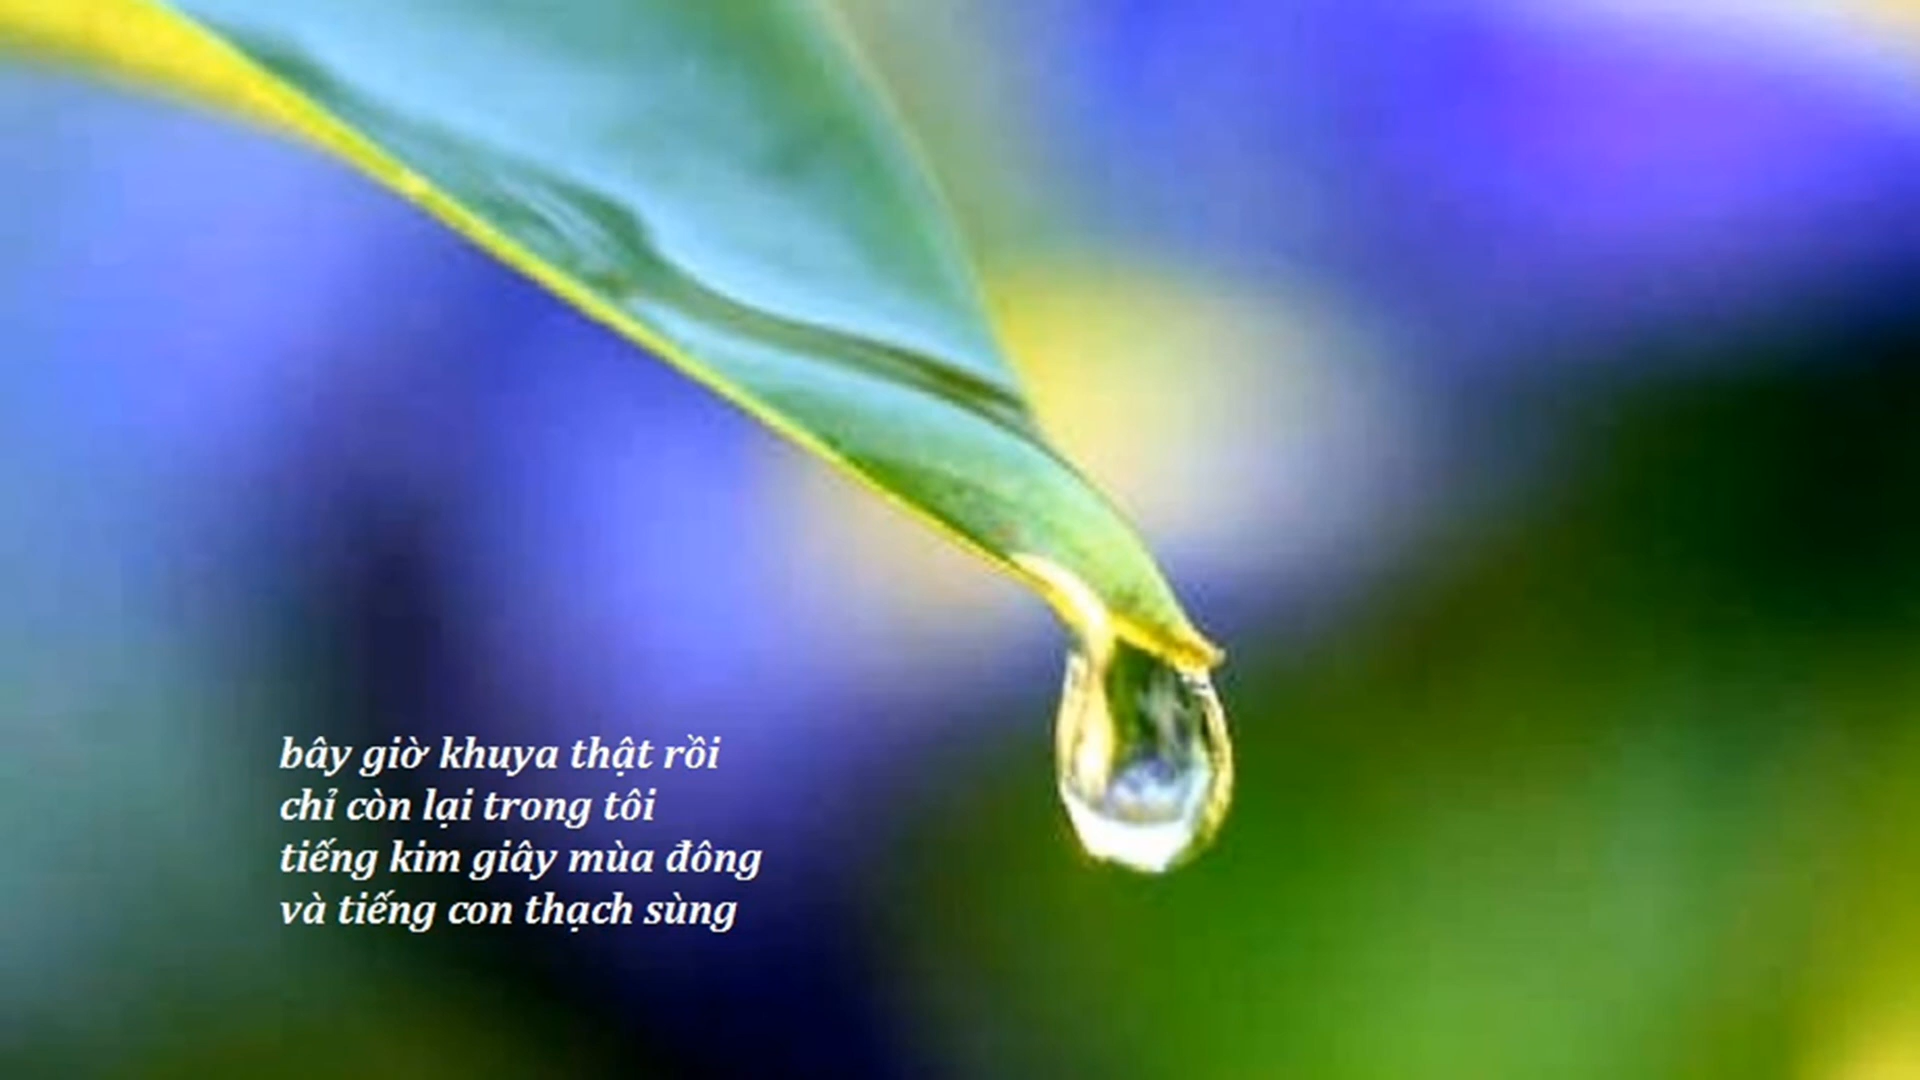 bây giờ khuya thật rồi
chỉ còn lại trong tôi
tiếng kim giây mùa đông
và tiếng con thạch sùng